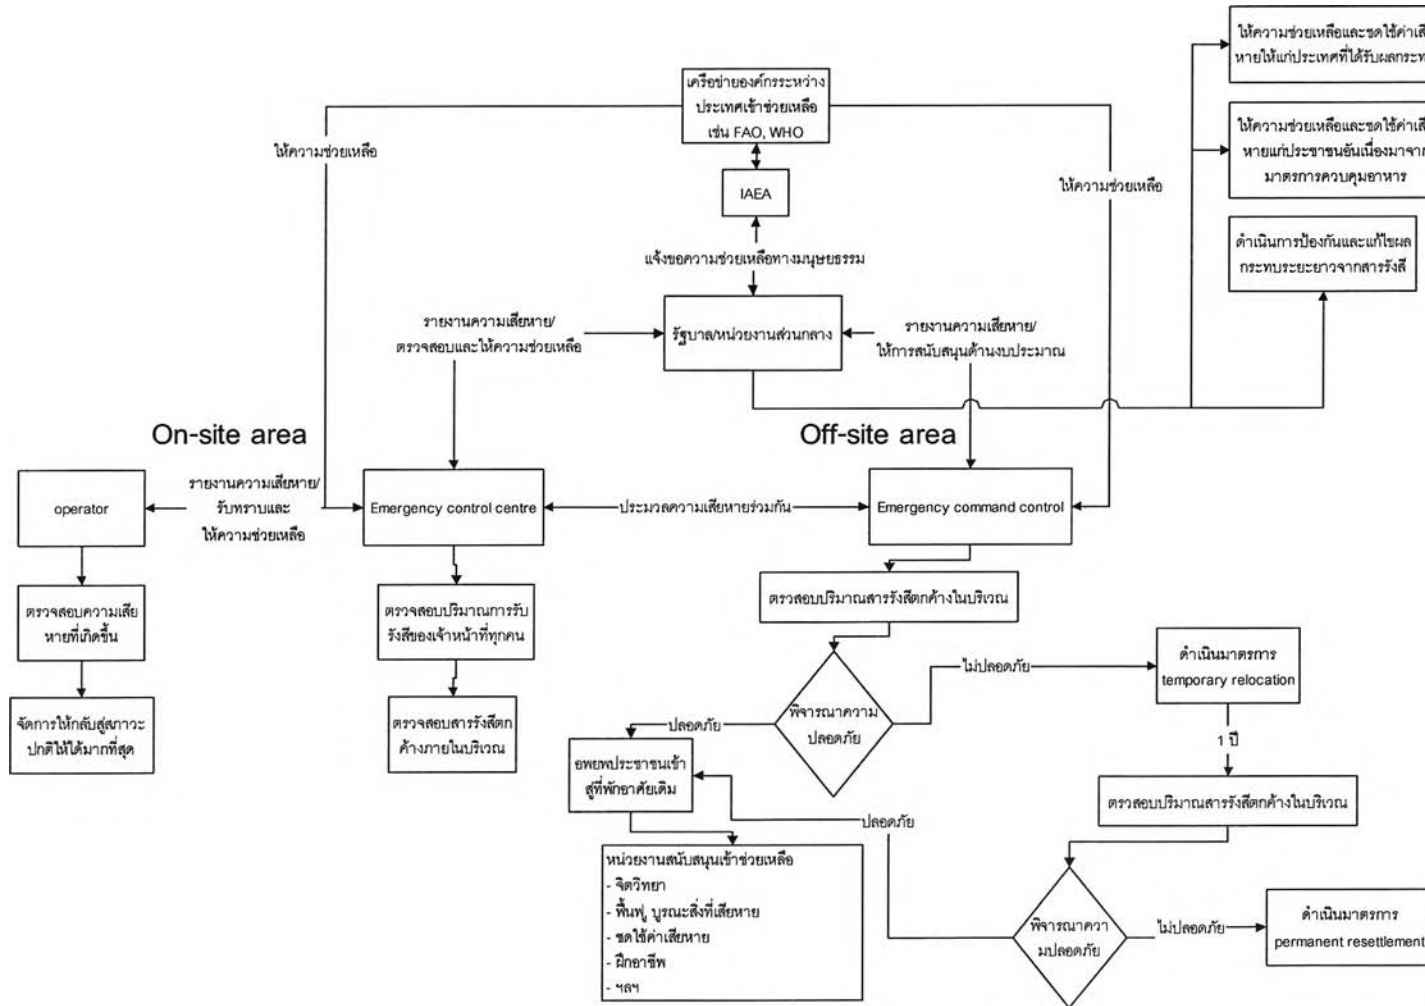 ให้ความช่วยเหลือและชดใช้ค่าเสี
หายให้แก่ประเทศที่ได้รับผลกระท
เครือข่ายองค์กรระหว่าง
ประเทศเข้าช่วยเหลือ
เช่น FAO, WHO
ให้ความช่วยเหลือและชดใช้ค่าเสี
หายแก่ประชาชนอันเนื่องมาจาก
มาตรการควบคุมอาหาร
ให้ความช่วยเหลือ
ให้ความช่วยเหลือ
IAEA
ดำเนินการป้องกันและแก้ไขผล
กระทบระยะยาวจากสารรังสี
แจ้งขอความช่วยเหลือทางมนุษยธรรม
รายงานความเสียหาย/
ตรวจสอบและให้ความช่วยเหลือ
รัฐบาล/หน่วยงานส่วนกลาง
รายงานความเสียหาย/
ให้การสนับสนุนด้านงบประมาณ
On-site area
Off-site area
operator
รายงานความเสียหาย/
รับทราบและ
ให้ความช่วยเหลือ
Emergency control centre
ประมวลความเสียหายร่วมกัน
Emergency command control
ตรวจสอบความเสีย
หายที่เกิดขึ้น
ตรวจสอบปริมาณการรับ
รังสีของเจ้าหน้าที่ทุกคน
ตรวสอบปริมาณสารรังสีตกค้างในบริเวณ
จัดการให้กลับสู่สภาวะ
ปกติให้ได้มากที่สุด
ตรวจสอบสารรังสีตก
ค้างภายในบริเวณ
พิจารณาความ
ปลอดภัย
ไม่ปลอดภัย
ดำเนินมาตรการ
temporary relocation
ปลอดภัย
อพยพประชาชนเข้า
สู่ที่พักอาศัยเดิม
1 ปี
ตรวสอบปริมาณสารรังสีตกค้างในบริเวณ
ปลอดภัย
หน่วยงานสนับสนุนเข้าช่วยเหลือ
- จิตวิทยา
- ฟื้นฟู, บูรณะสิ่งที่เสียหาย
- ชดใช้ค่าเสียหาย
- ฝึกอาชีพ
- ฯลฯ
พิจารณาควา
มปลอดภัย
ไม่ปลอดภัย
ดำเนินมาตรการ
permanent resettlement